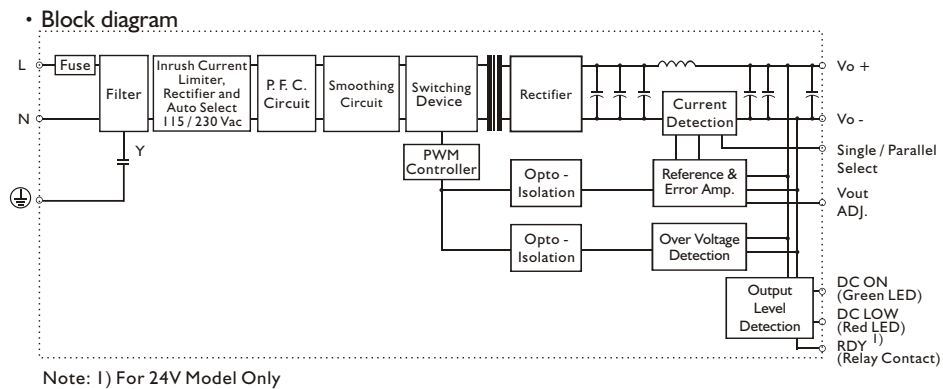 • Block diagram
L
Fuse
Filter
Inrush Current
Limiter,
Rectifier and
Auto Select
115 / 230 Vac
P. F. C.
Circuit
Smoothing
Circuit
Switching
Device
Rectifier
Current
Detection
Vo +
N
Vo -
Y
PWM
Controller
Opto -
Isolation
Reference &
Error Amp.
Single / Parallel
Select
Vout
ADJ.
Opto -
Isolation
Over Voltage
Detection
Output
Level
Detection
DC ON
(Green LED)
DC LOW
(Red LED)
RDY 1)
(Relay Contact)
Note: 1) For 24V Model Only